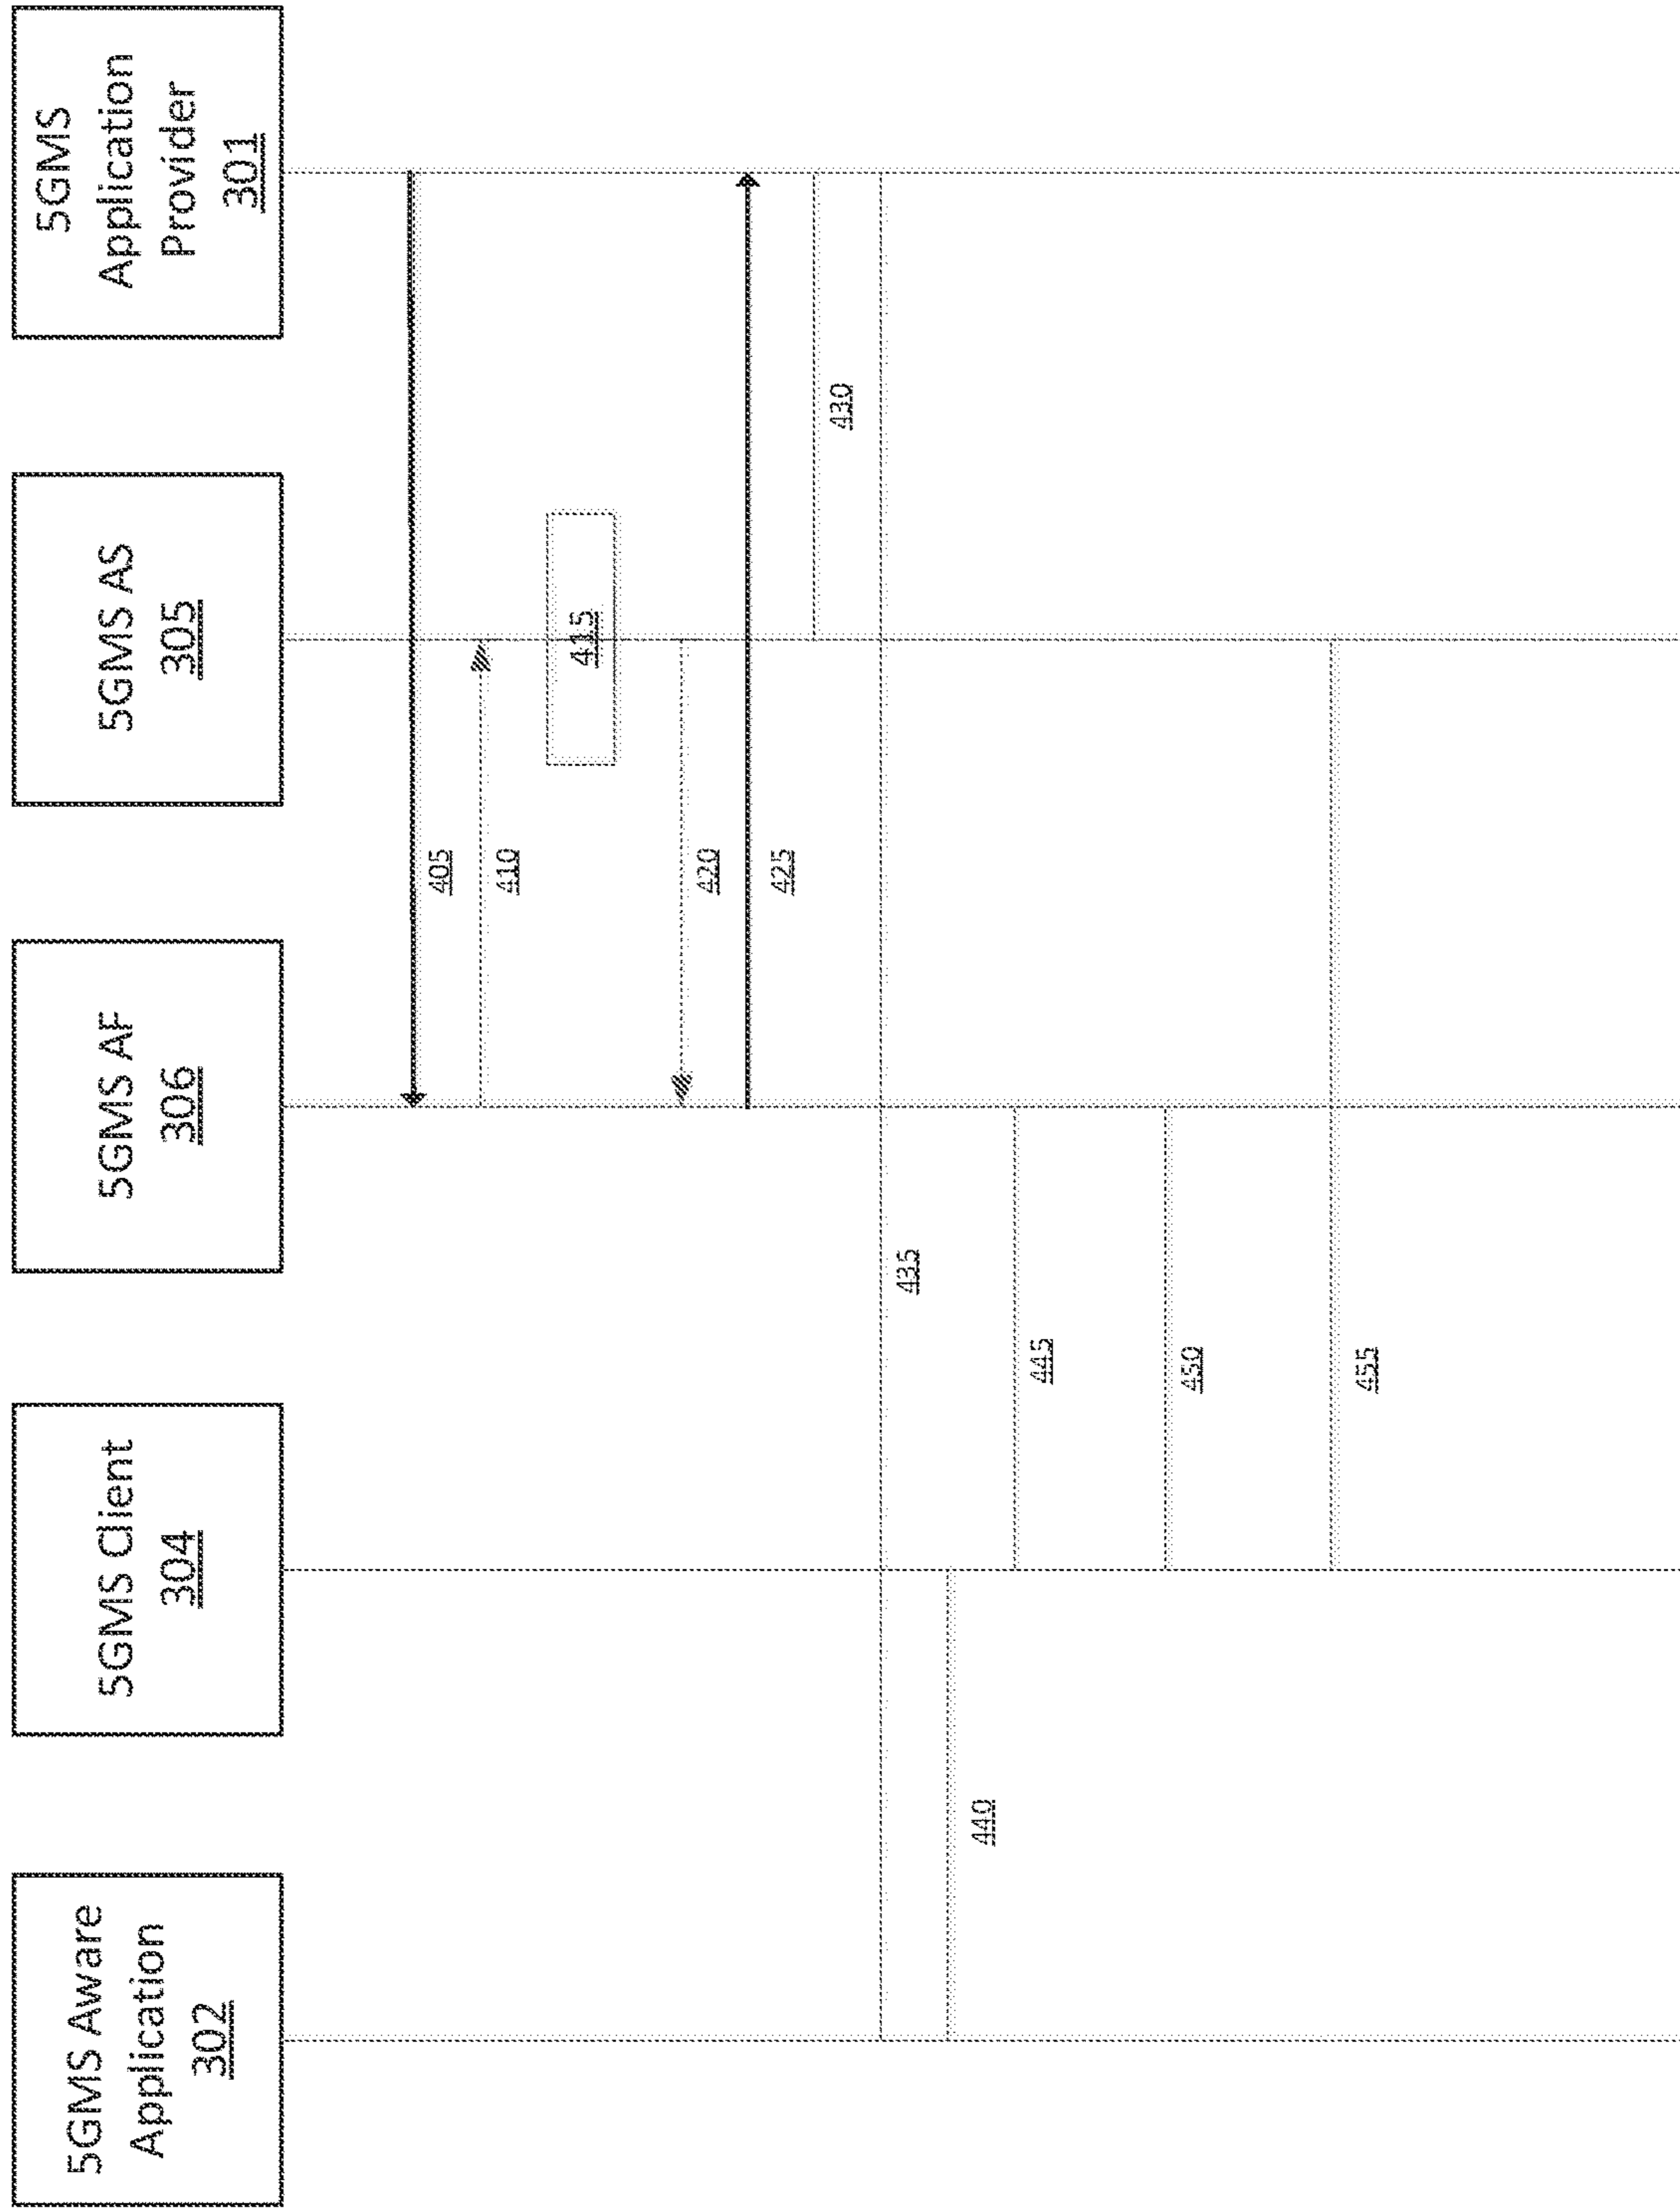 5GMS Aware
Application
302
5GMS Client
304
5GMS AF
306
5GMS AS
305
5GMS
Application
Provider
301
405
410
415
420
425
430
435
440
445
450
455